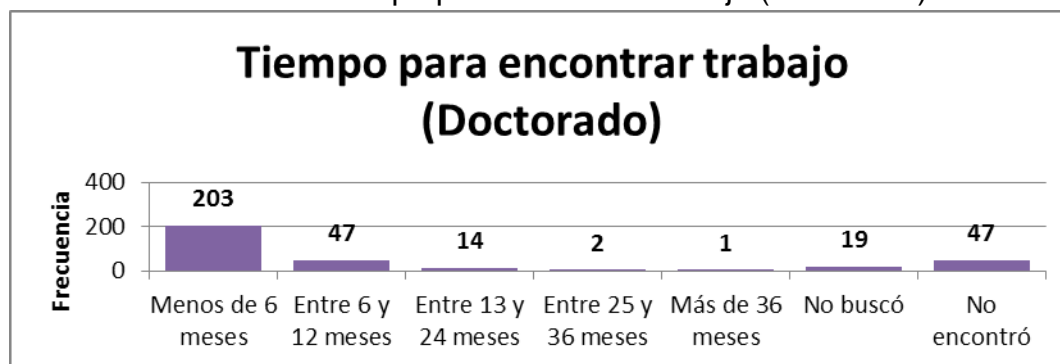 Tiempo para encontrar trabajo
(Doctorado)
Frecuencia
400
200
0
203
47
14
2
1
19
47
Menos de 6
meses
Entre 6 y
12 meses
Entre 13 y
24 meses
Entre 25 y
36 meses
Más de 36
meses
No buscó
No
encontró